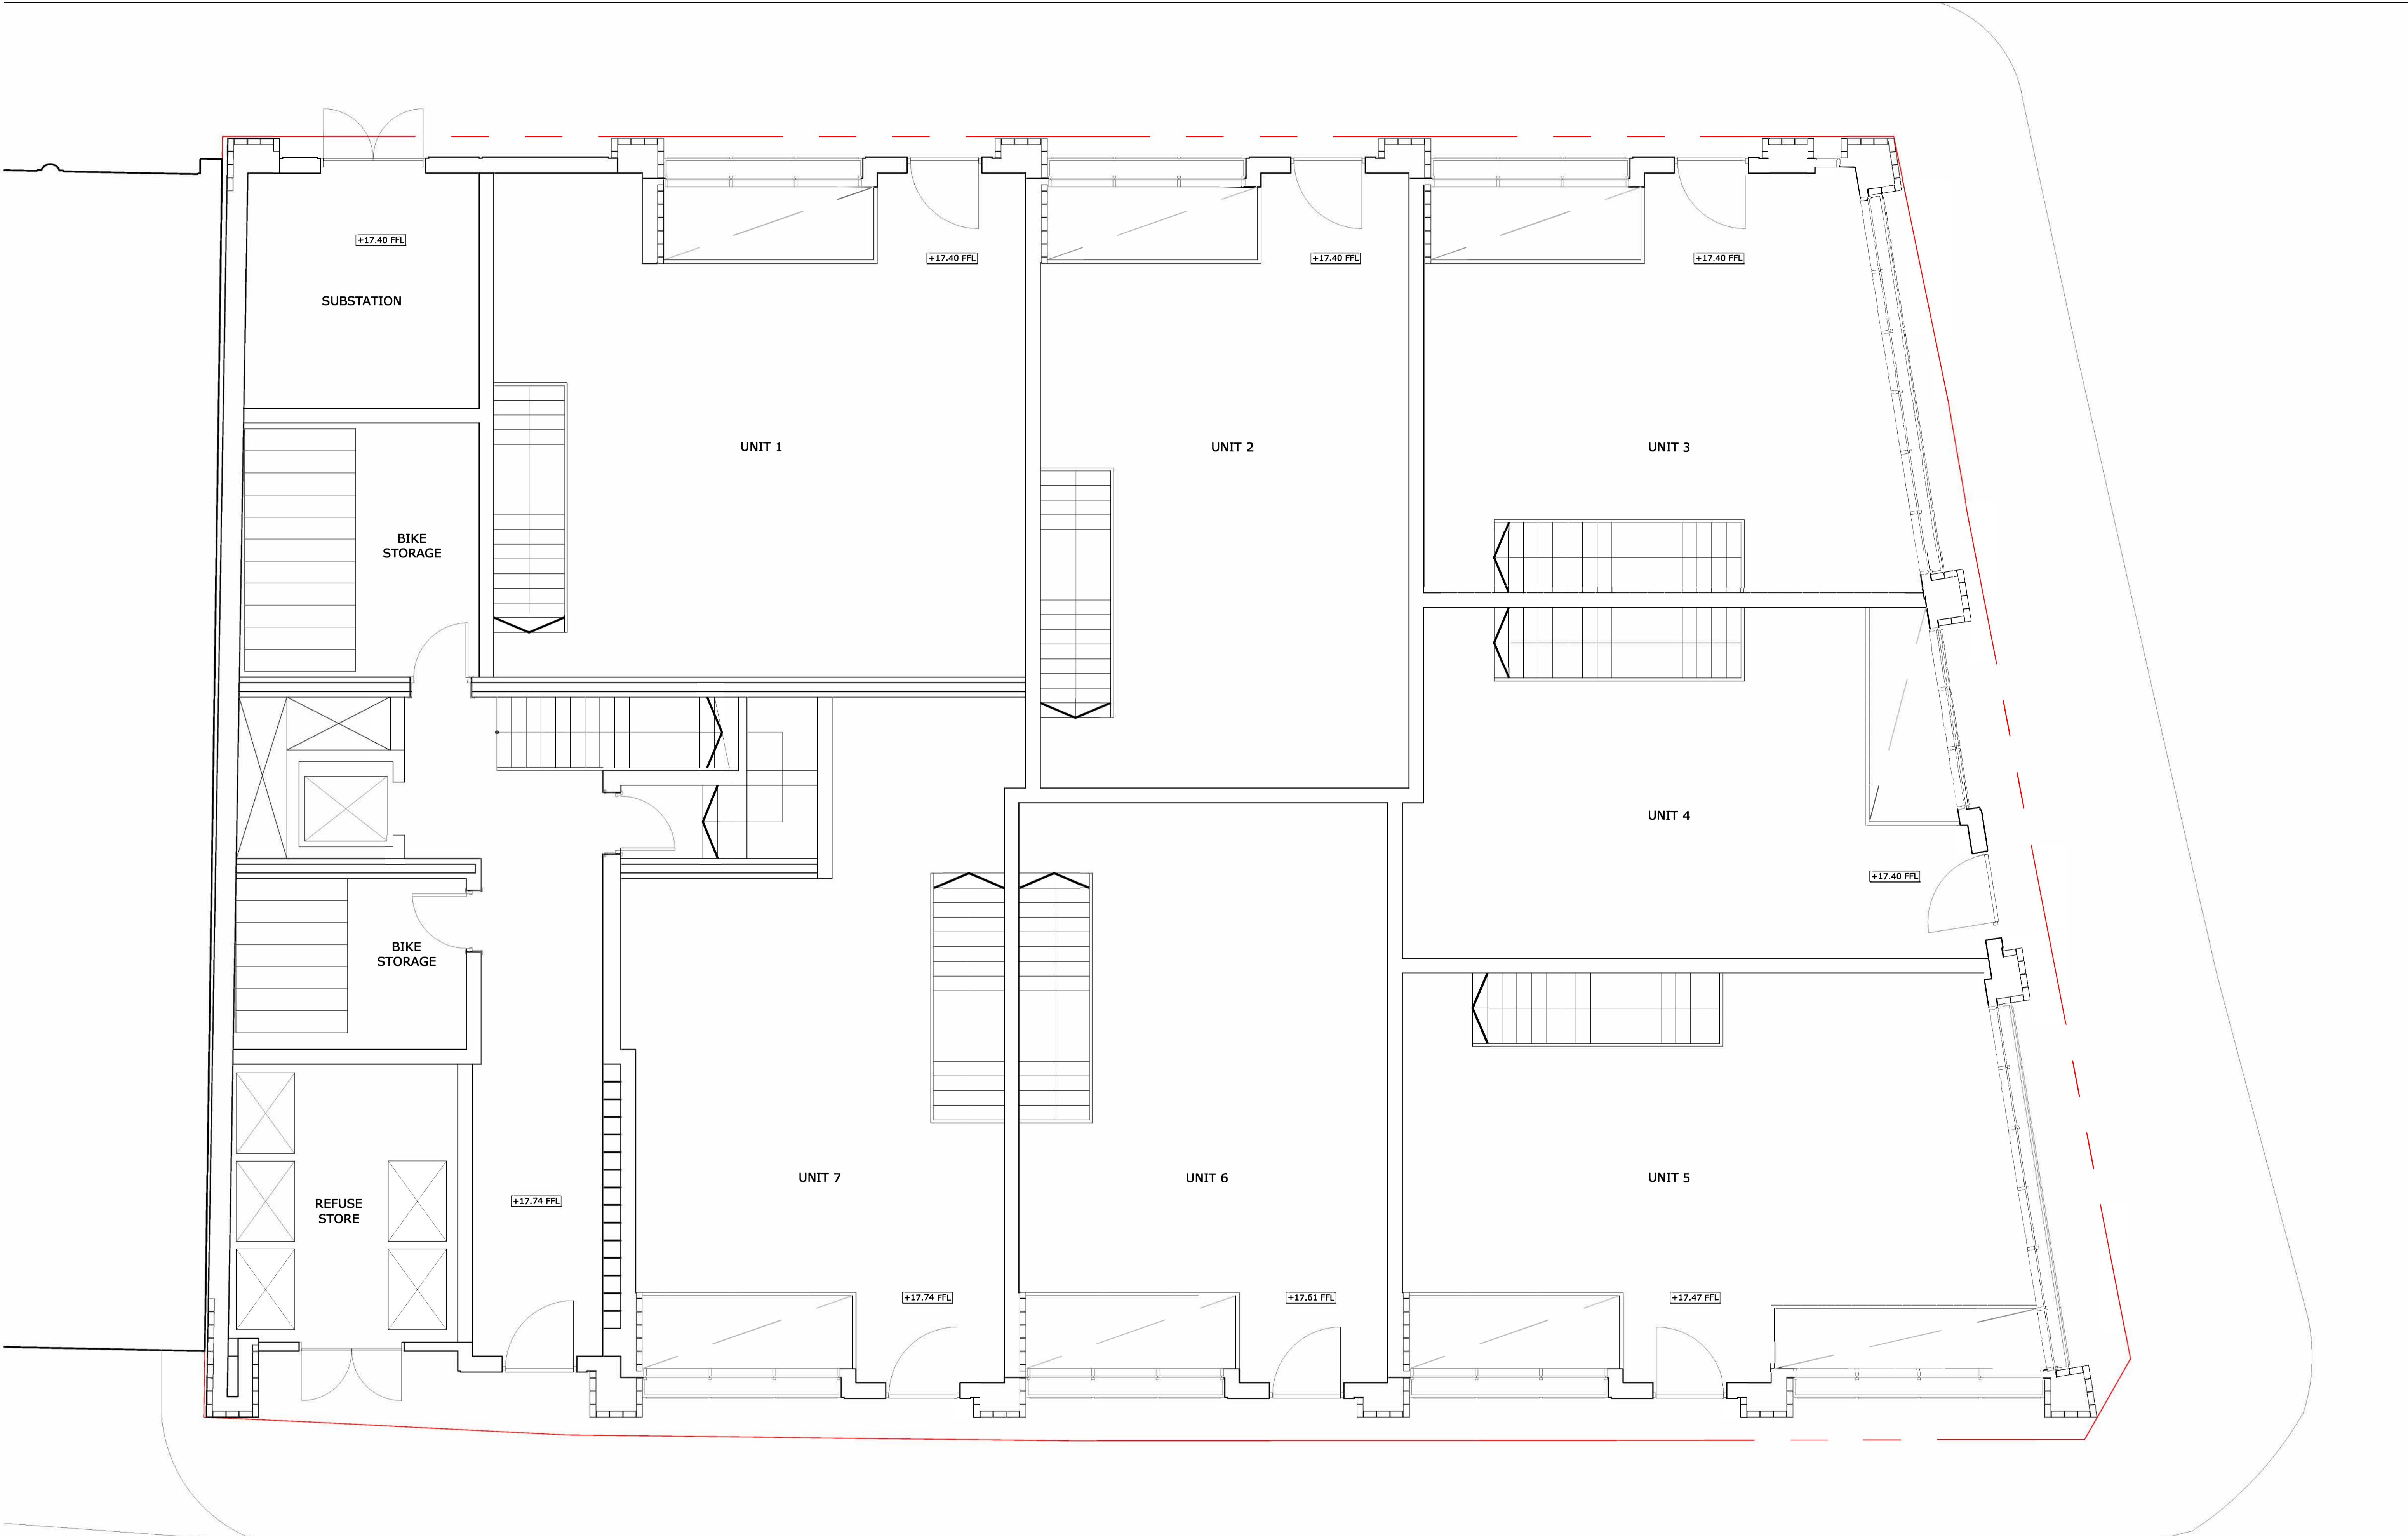 +17.40 FFL
SUBSTATION
+17.40 FFL
+17.40 FFL
+17.40 FFL
UNIT 1
UNIT 2
UNIT 3
BIKE
STORAGE
UNIT 4
+17.40 FFL
BIKE
STORAGE
UNIT 7
UNIT 6
UNIT 5
REFUSE
STORE
+17.74 FFL
+17.74 FFL
+17.61 FFL
+17.47 FFL